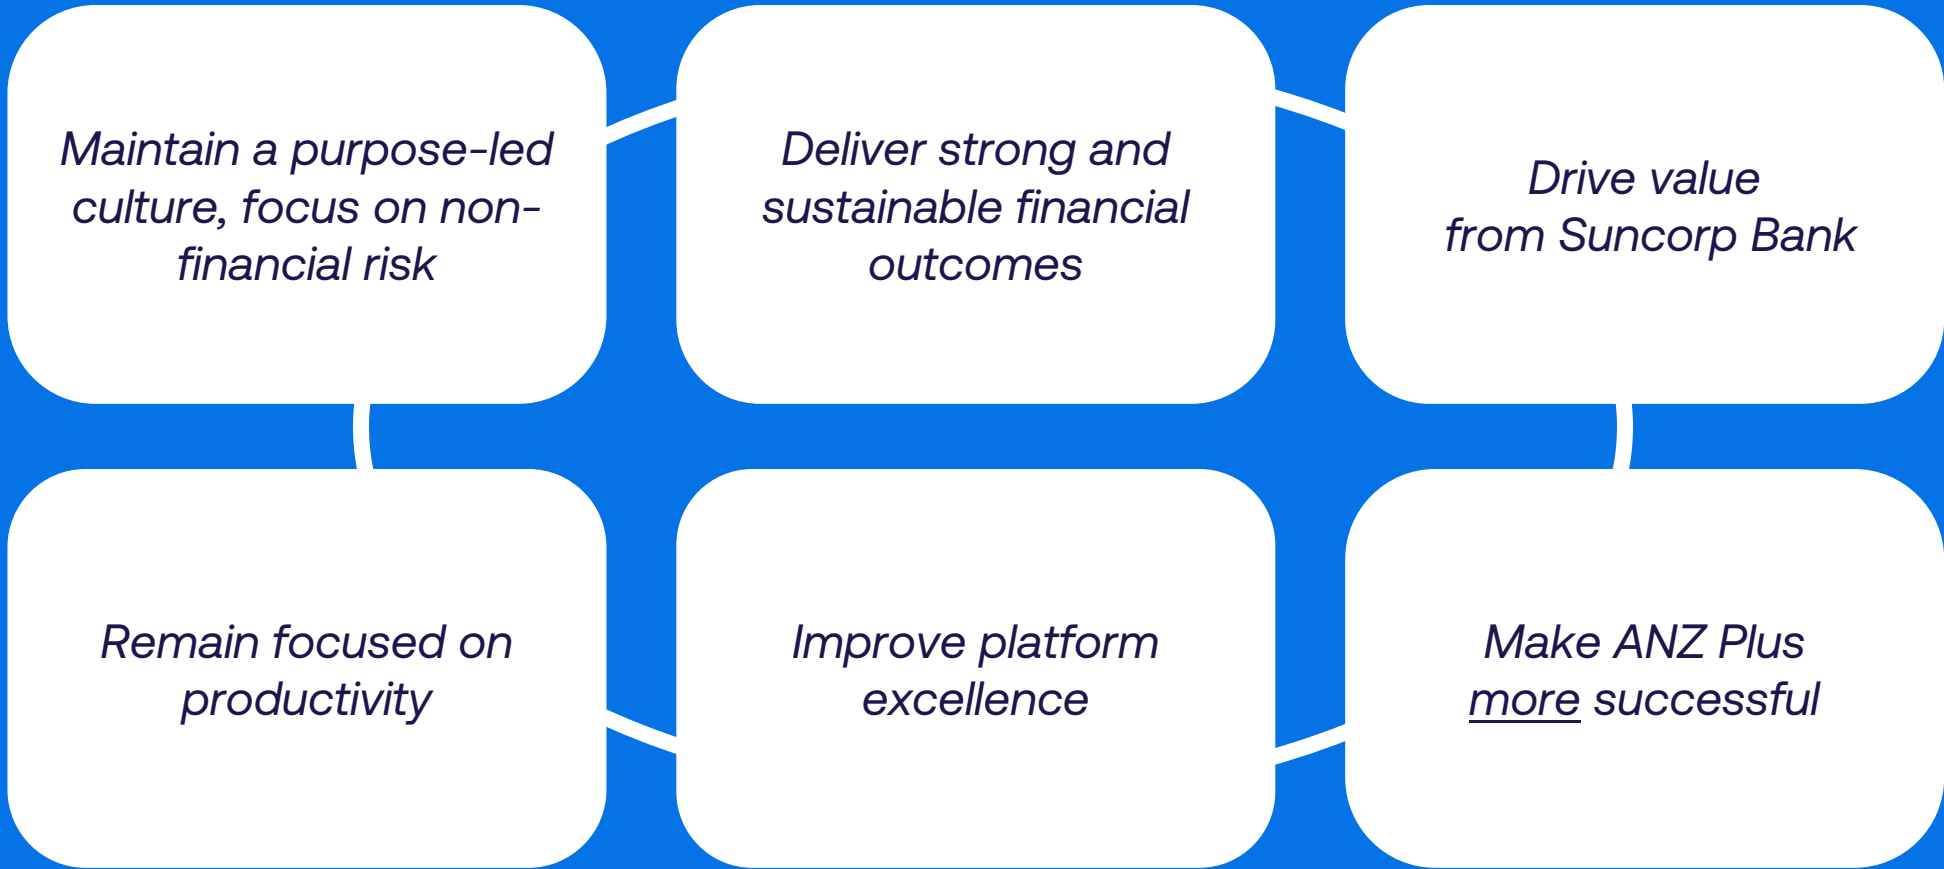 Maintain a purpose-led
culture, focus on non-
financial risk
Deliver strong and
sustainable financial
outcomes
Drive value
from Suncorp Bank
Remain focused on
productivity
Improve platform
excellence
Make ANZ Plus
more successful